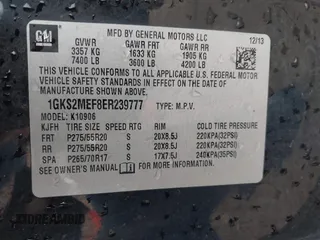 GM
MFD BY GENERAL MOTORS LLC
12/13
GVWR GAWR FRT GAWR RR
3357 KG 1633 KG 1905 KG
7400 LB 3600 LB 4200 LB
THIS VEHICLE CONFORMS TO ALL APPLICABLE U.S.
FEDERAL MOTOR VEHICLE SAFETY AND THEFT
PREVENTION STANDARDS IN EFFECT ON THE DATE OF
MANUFACTURE SHOWN ABOVE.
1GKS2MEF8ER239777 TYPE: M.P.V.
MODEL: K10906
KJFH TIRE SIZE SPEED RTG RIM COLD TIRE PRESSURE
FRT P275/55R20 S 20X8.5J 220KPA(32PSI)
RR P275/55R20 S 20X8.5J 220KPA(32PSI)
SPA P265/70R17 S 17X7.5J 240KPA(35PSI)
SEE OWNER'S MANUAL FOR ADDITIONAL INFORMATION.